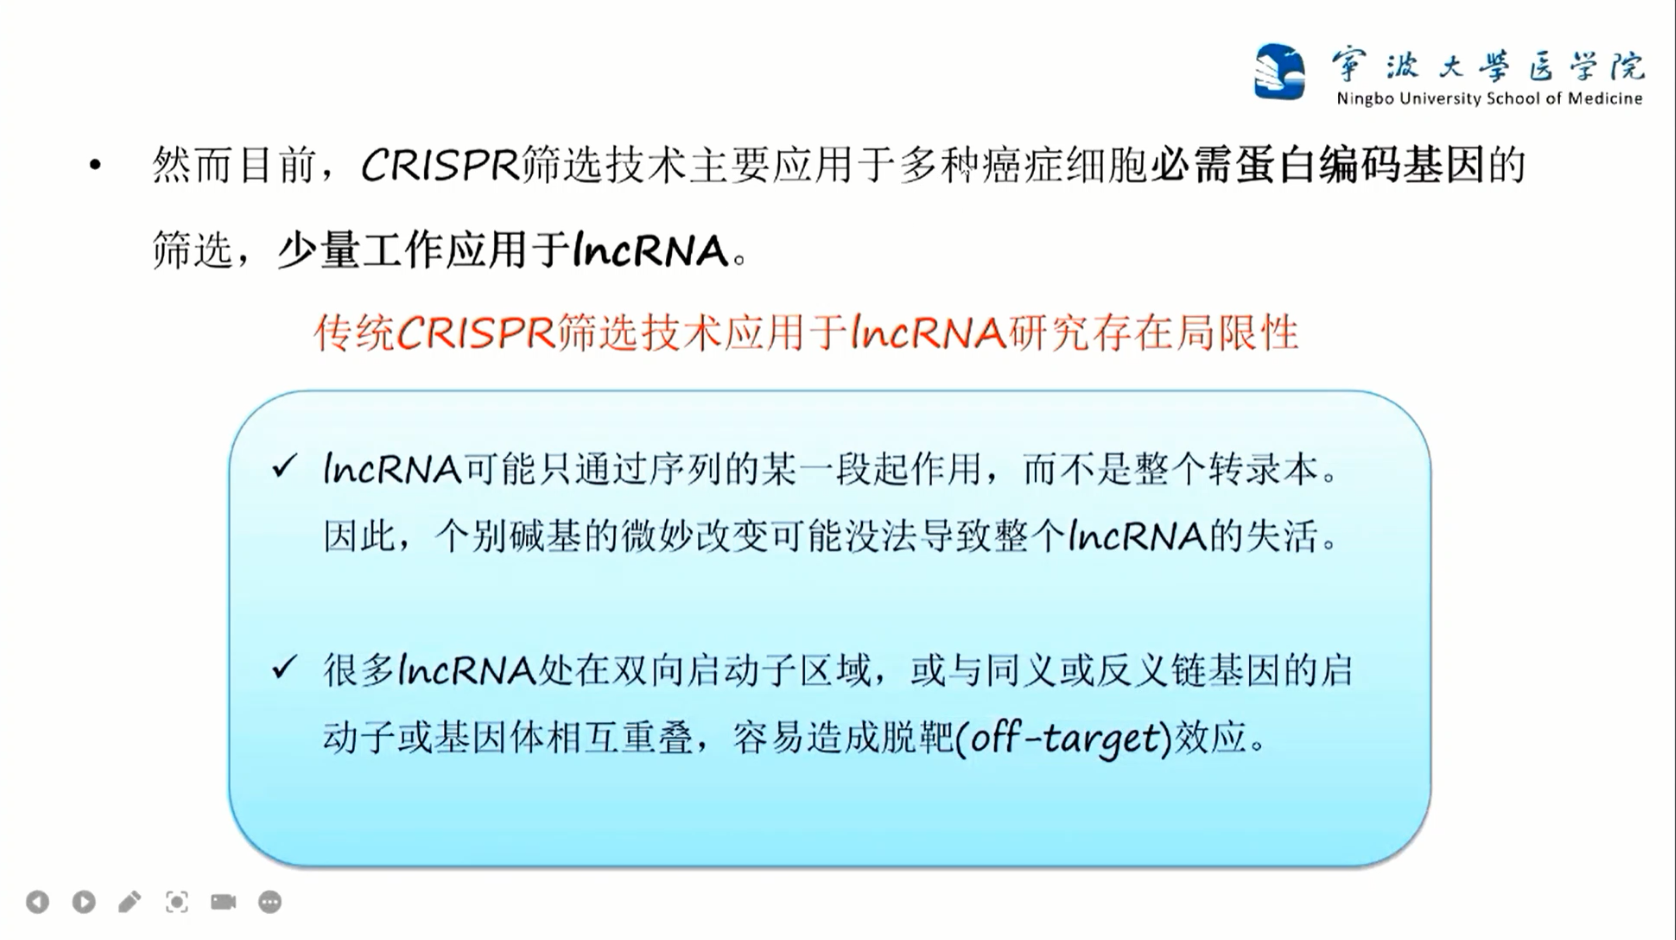 寧波大學医学院
Ningbo University School of Medicine
• 然而目前，CRISPR筛选技术主要应用于多种癌症细胞必需蛋白编码基因的
筛选，少量工作应用于lncRNA。
传统CRISPR筛选技术应用于lncRNA研究存在局限性
✓ lncRNA可能只通过序列的某一段起作用，而不是整个转录本。
因此，个别碱基的微妙改变可能没法导致整个lncRNA的失活。
✓ 很多lncRNA处在双向启动子区域，或与同义或反义链基因的启
动子或基因体相互重叠，容易造成脱靶(off-target)效应。